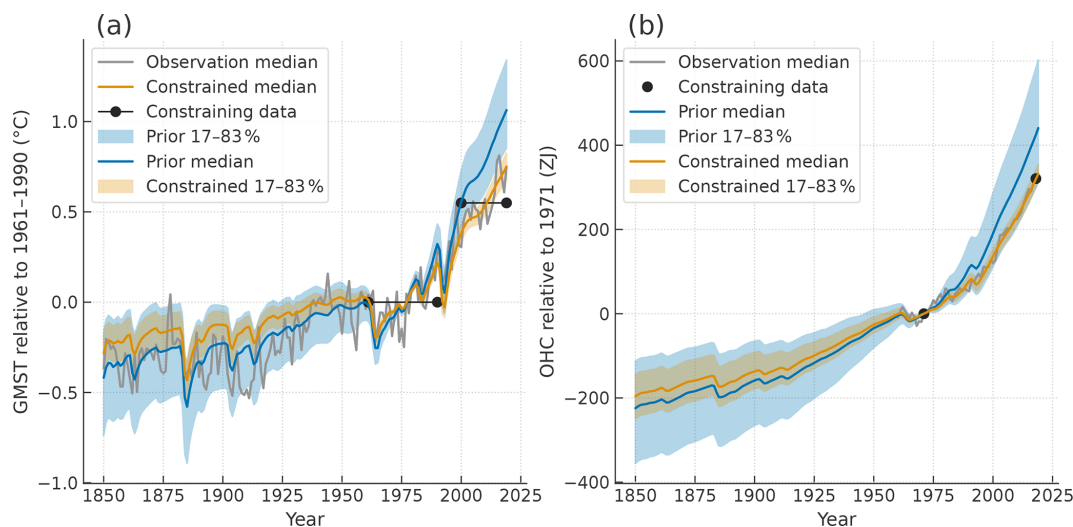 (a)
GMST relative to 1961–1990 (°C)
1.0
0.5
0.0
−0.5
−1.0
Observation median
Constrained median
Constraining data
Prior 17–83 %
Prior median
Constrained 17–83 %
1850 1875 1900 1925 1950 1975 2000 2025
Year
(b)
OHC relative to 1971 (ZJ)
600
400
200
0
−200
−400
Observation median
Constraining data
Prior median
Prior 17–83 %
Constrained median
Constrained 17–83 %
1850 1875 1900 1925 1950 1975 2000 2025
Year